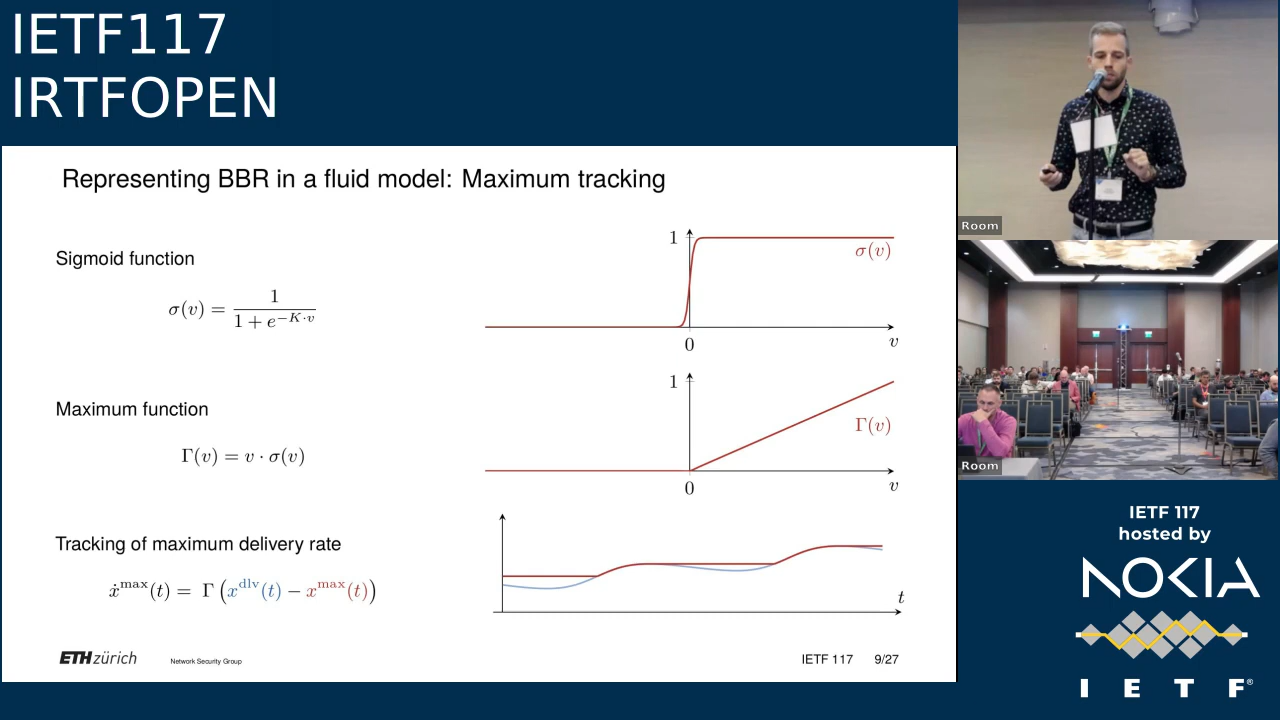 IETF117
IRTFOPEN
Representing BBR in a fluid model: Maximum tracking
Sigmoid function
σ(v) = 1 / (1 + e^{−K·v})
1
σ(v)
0
v
Maximum function
Γ(v) = v · σ(v)
1
Γ(v)
0
v
Tracking of maximum delivery rate
ẋ^{max}(t) = Γ (x^{dlv}(t) − x^{max}(t))
t
ETH zürich
Network Security Group
IETF 117
9/27
Room
Room
IETF 117
hosted by
NOKIA
I E T F®